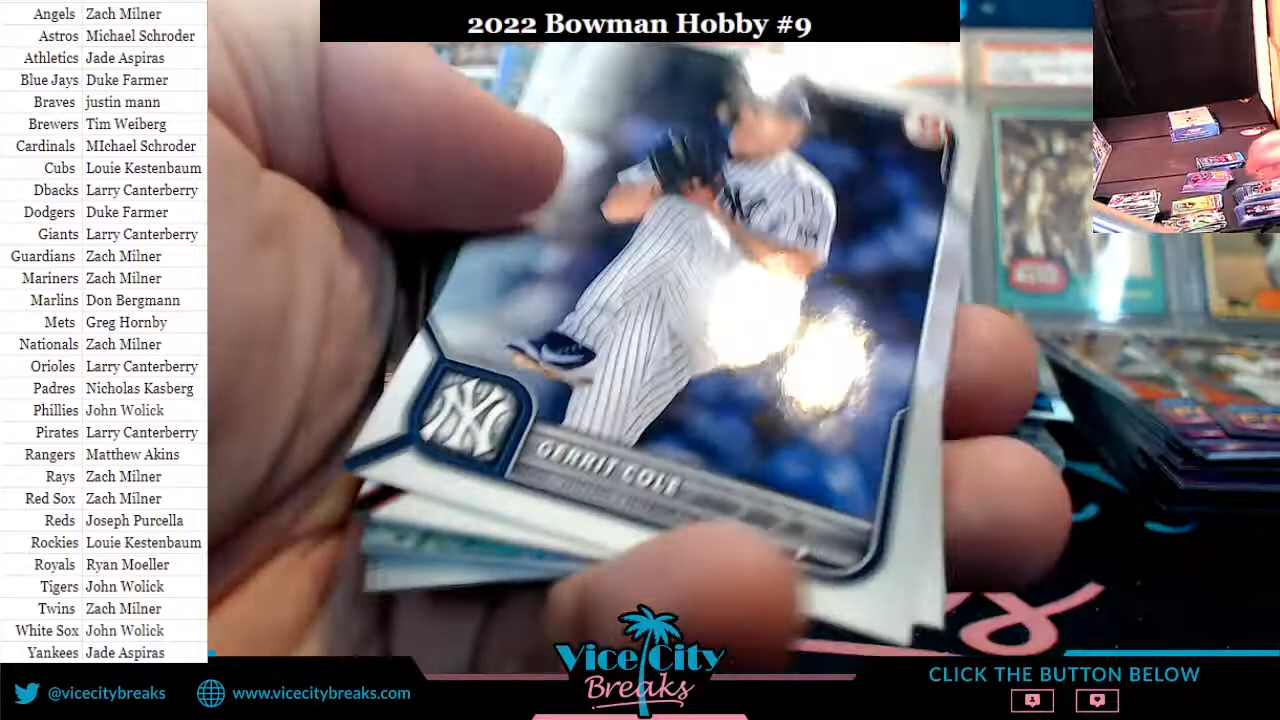 2022 Bowman Hobby #9
Angels Zach Milner
Astros Michael Schroder
Athletics Jade Aspiras
Blue Jays Duke Farmer
Braves justin mann
Brewers Tim Weiberg
Cardinals MIchael Schroder
Cubs Louie Kestenbaum
Dbacks Larry Canterberry
Dodgers Duke Farmer
Giants Larry Canterberry
Guardians Zach Milner
Mariners Zach Milner
Marlins Don Bergmann
Mets Greg Hornby
Nationals Zach Milner
Orioles Larry Canterberry
Padres Nicholas Kasberg
Phillies John Wolick
Pirates Larry Canterberry
Rangers Matthew Akins
Rays Zach Milner
Red Sox Zach Milner
Reds Joseph Purcella
Rockies Louie Kestenbaum
Royals Ryan Moeller
Tigers John Wolick
Twins Zach Milner
White Sox John Wolick
Yankees Jade Aspiras
NY
GERRIT COLE
Vice City
Breaks
@vicecitybreaks
www.vicecitybreaks.com
CLICK THE BUTTON BELOW